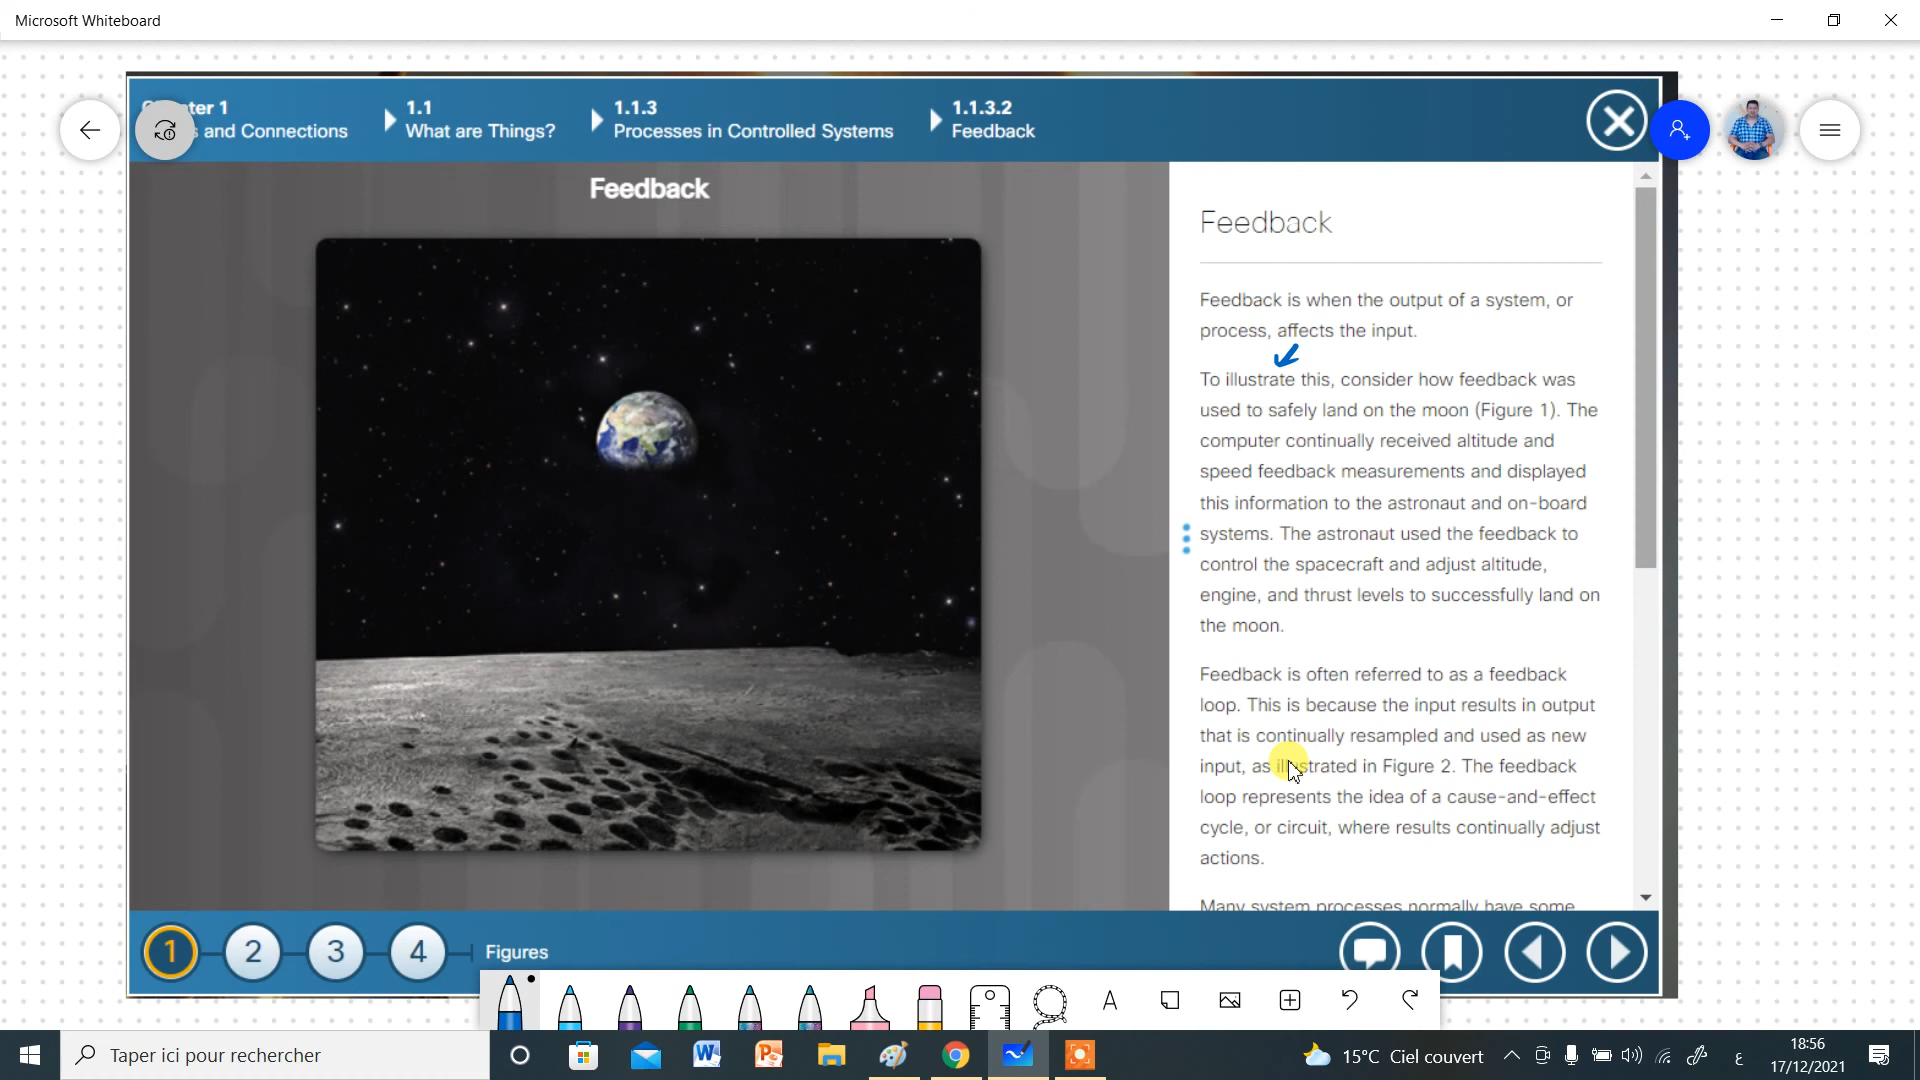 Microsoft Whiteboard
ter 1
s and Connections
1.1
What are Things?
1.1.3
Processes in Controlled Systems
1.1.3.2
Feedback
Feedback
Feedback
Feedback is when the output of a system, or
process, affects the input.
To illustrate this, consider how feedback was
used to safely land on the moon (Figure 1). The
computer continually received altitude and
speed feedback measurements and displayed
this information to the astronaut and on-board
systems. The astronaut used the feedback to
control the spacecraft and adjust altitude,
engine, and thrust levels to successfully land on
the moon.
Feedback is often referred to as a feedback
loop. This is because the input results in output
that is continually resampled and used as new
input, as illustrated in Figure 2. The feedback
loop represents the idea of a cause-and-effect
cycle, or circuit, where results continually adjust
actions.
Many system processes normally have some
1
2
3
4
Figures
A
Taper ici pour rechercher
15°C Ciel couvert
ع
18:56
17/12/2021